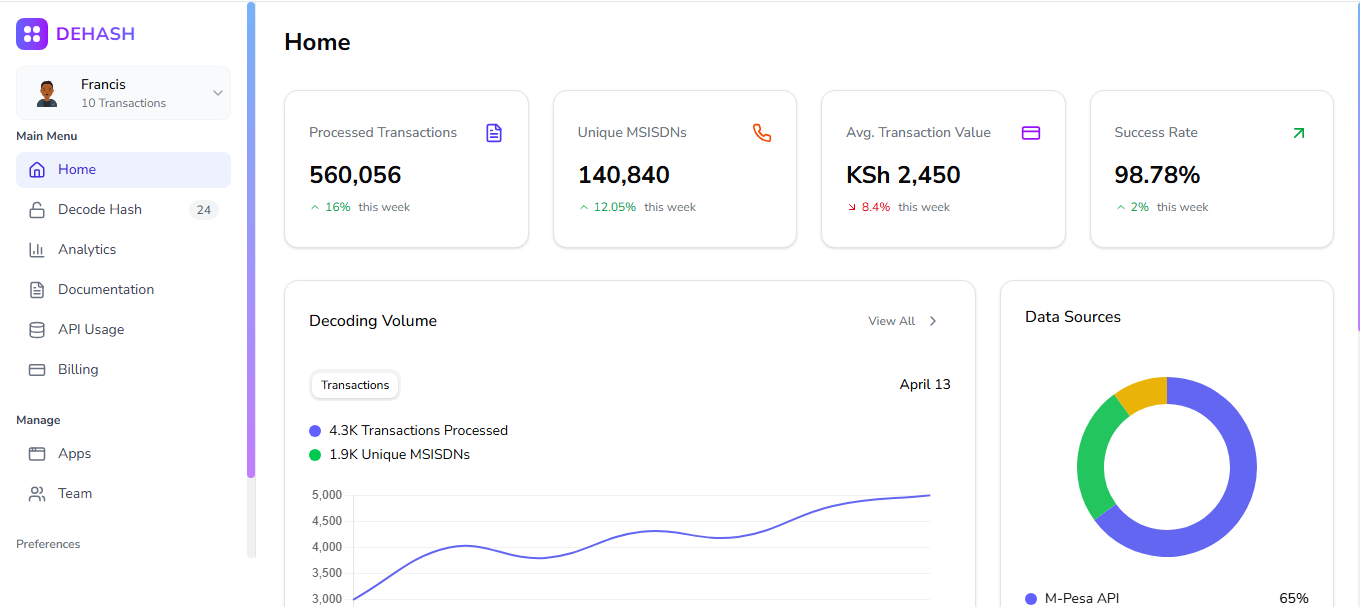 DEHASH
Francis
10 Transactions
Main Menu
Home
Decode Hash 24
Analytics
Documentation
API Usage
Billing
Manage
Apps
Team
Preferences
Home
Processed Transactions
560,056
16% this week
Unique MSISDNs
140,840
12.05% this week
Avg. Transaction Value
KSh 2,450
8.4% this week
Success Rate
98.78%
2% this week
Decoding Volume
View All
Transactions
April 13
4.3K Transactions Processed
1.9K Unique MSISDNs
5,000
4,500
4,000
3,500
3,000
Data Sources
M-Pesa API 65%